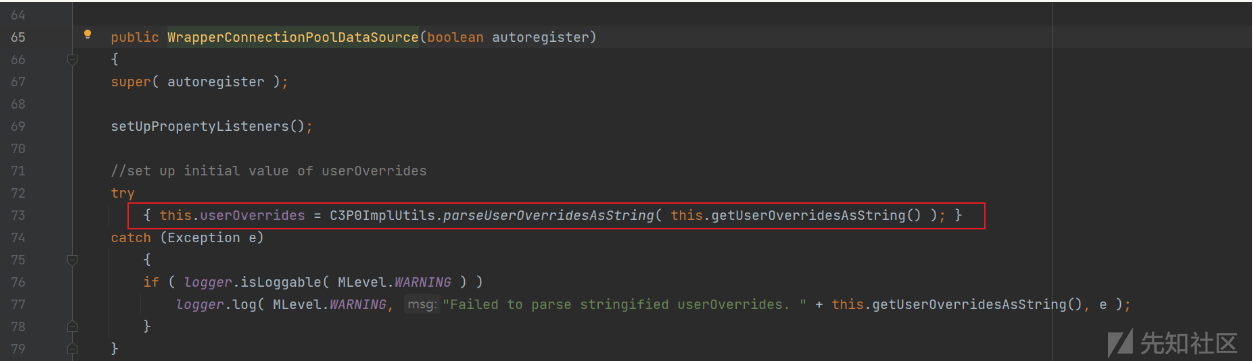 64
65 public WrapperConnectionPoolDataSource(boolean autoregister)
66 {
67 super( autoregister );
68
69 setUpPropertyListeners();
70
71 //set up initial value of userOverrides
72 try
73 { this.userOverrides = C3P0ImplUtils.parseUserOverridesAsString( this.getUserOverridesAsString() ); }
74 catch (Exception e)
75 {
76 if ( logger.isLoggable( MLevel.WARNING ) )
77 logger.log( MLevel.WARNING, msg: "Failed to parse stringified userOverrides. " + this.getUserOverridesAsString(), e );
78 }
79 }
先知社区